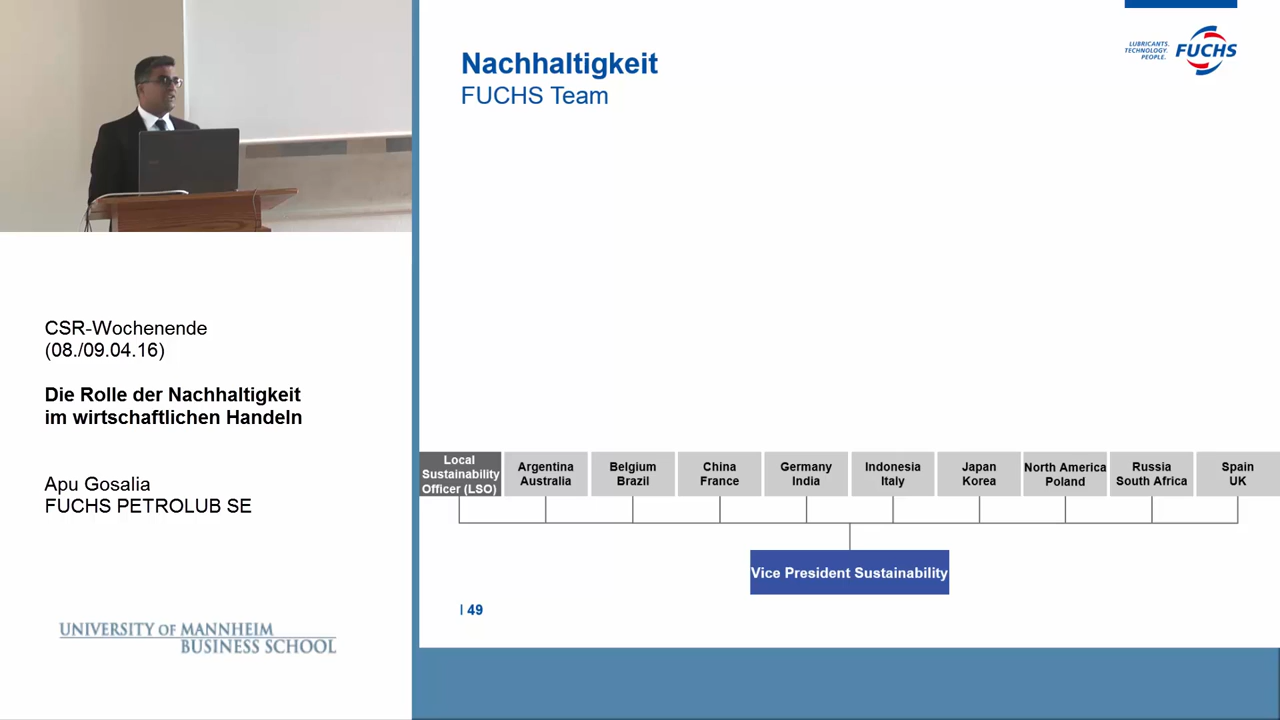 Nachhaltigkeit
FUCHS Team
LUBRICANTS.
TECHNOLOGY.
PEOPLE.
FUCHS
CSR-Wochenende
(08./09.04.16)
Die Rolle der Nachhaltigkeit
im wirtschaftlichen Handeln
Apu Gosalia
FUCHS PETROLUB SE
UNIVERSITY OF MANNHEIM
BUSINESS SCHOOL
Local
Sustainability
Officer (LSO)
Argentina
Australia
Belgium
Brazil
China
France
Germany
India
Indonesia
Italy
Japan
Korea
North America
Poland
Russia
South Africa
Spain
UK
Vice President Sustainability
| 49